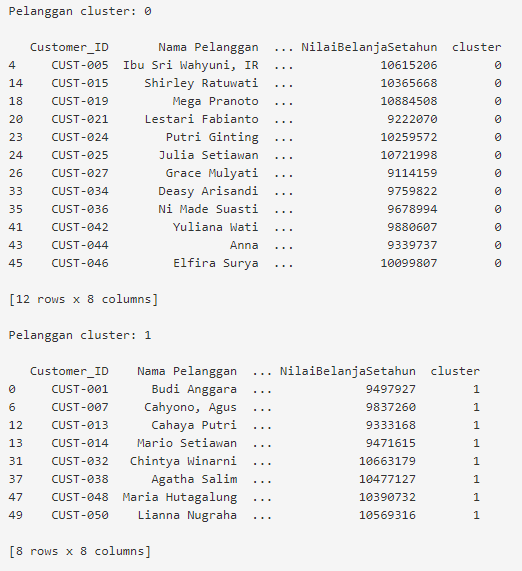 Pelanggan cluster: 0
Customer_ID Nama Pelanggan ... NilaiBelanjaSetahun cluster
4 CUST-005 Ibu Sri Wahyuni, IR ... 10615206 0
14 CUST-015 Shirley Ratuwati ... 10365668 0
18 CUST-019 Mega Pranoto ... 10884508 0
20 CUST-021 Lestari Fabianto ... 9222070 0
23 CUST-024 Putri Ginting ... 10259572 0
24 CUST-025 Julia Setiawan ... 10721998 0
26 CUST-027 Grace Mulyati ... 9114159 0
33 CUST-034 Deasy Arisandi ... 9759822 0
35 CUST-036 Ni Made Suasti ... 9678994 0
41 CUST-042 Yuliana Wati ... 9880607 0
43 CUST-044 Anna ... 9339737 0
45 CUST-046 Elfira Surya ... 10099807 0
[12 rows x 8 columns]
Pelanggan cluster: 1
Customer_ID Nama Pelanggan ... NilaiBelanjaSetahun cluster
0 CUST-001 Budi Anggara ... 9497927 1
6 CUST-007 Cahyono, Agus ... 9837260 1
12 CUST-013 Cahaya Putri ... 9333168 1
13 CUST-014 Mario Setiawan ... 9471615 1
31 CUST-032 Chintya Winarni ... 10663179 1
37 CUST-038 Agatha Salim ... 10477127 1
47 CUST-048 Maria Hutagalung ... 10390732 1
49 CUST-050 Lianna Nugraha ... 10569316 1
[8 rows x 8 columns]